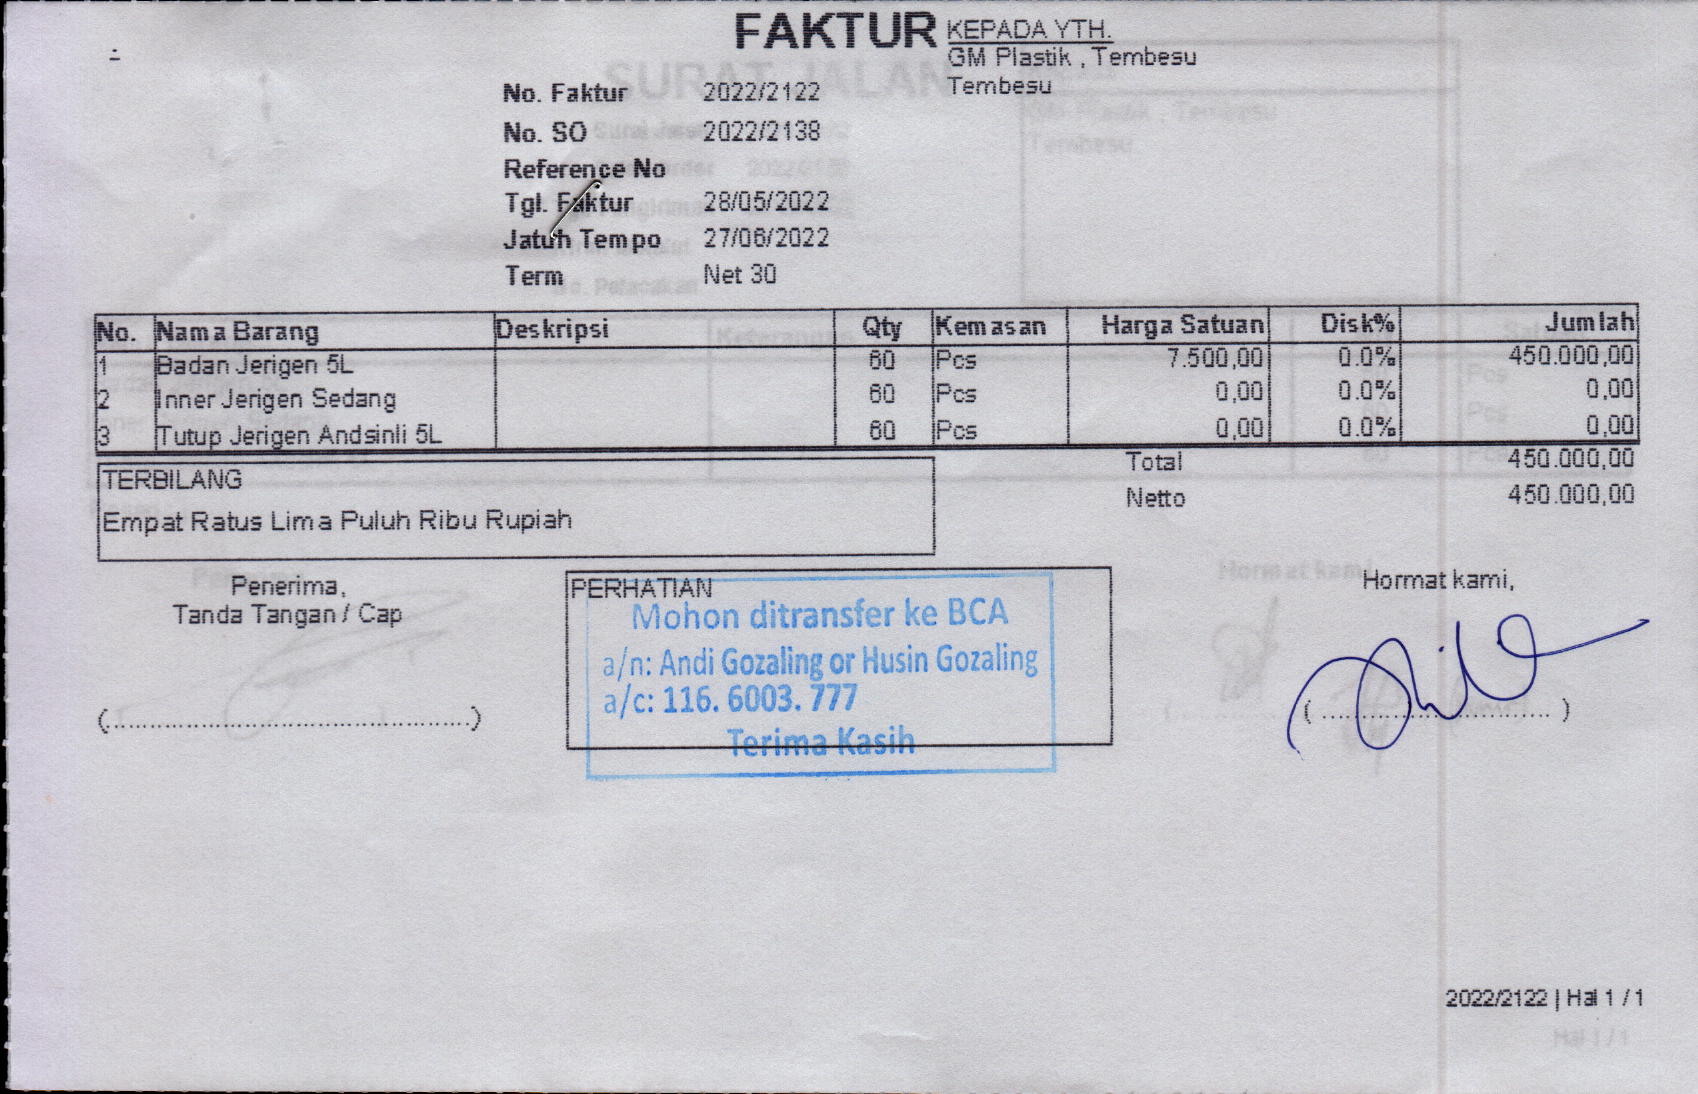 FAKTUR
KEPADA YTH.
GM Plastik , Tembesu
Tembesu
No. Faktur 2022/2122
No. SO 2022/2138
Reference No
Tgl. Faktur 28/05/2022
Jatuh Tempo 27/06/2022
Term Net 30
No. Nama Barang Deskripsi Qty Kemasan Harga Satuan Disk% Jumlah
1 Badan Jerigen 5L 60 Pcs 7.500,00 0.0% 450.000,00
2 Inner Jerigen Sedang 60 Pcs 0,00 0.0% 0,00
3 Tutup Jerigen Andsinli 5L 60 Pcs 0,00 0.0% 0,00
Total 450.000,00
Netto 450.000,00
TERBILANG
Empat Ratus Lima Puluh Ribu Rupiah
Penerima,
Tanda Tangan / Cap
(..........................................)
PERHATIAN
Mohon ditransfer ke BCA
a/n: Andi Gozaling or Husin Gozaling
a/c: 116. 6003. 777
Terima Kasih
Hormat kami,
( ............................ )
2022/2122 | Hal 1 / 1